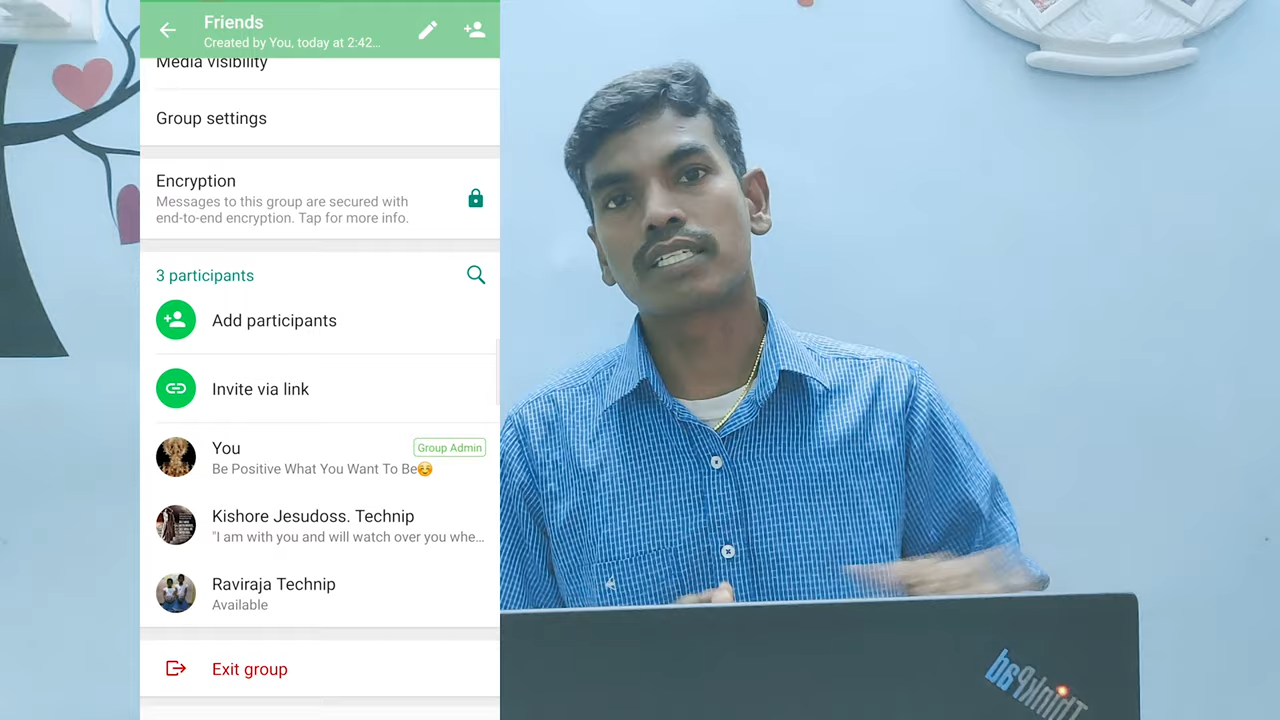 Friends
Created by You, today at 2:42...
Media visibility
Group settings
Encryption
Messages to this group are secured with
end-to-end encryption. Tap for more info.
3 participants
Add participants
Invite via link
You
Group Admin
Be Positive What You Want To Be☺️
Kishore Jesudoss. Technip
"I am with you and will watch over you whe...
Raviraja Technip
Available
Exit group
ThinkPad